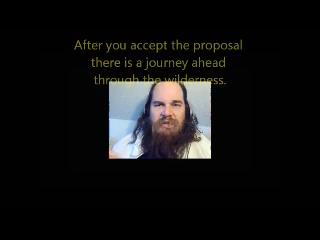 After you accept the proposal
there is a journey ahead
through the wilderness.